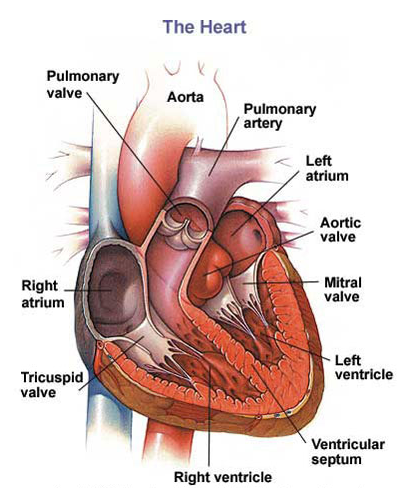 The Heart
Pulmonary
valve
Aorta
Pulmonary
artery
Left
atrium
Aortic
valve
Right
atrium
Mitral
valve
Tricuspid
valve
Left
ventricle
Ventricular
septum
Right ventricle